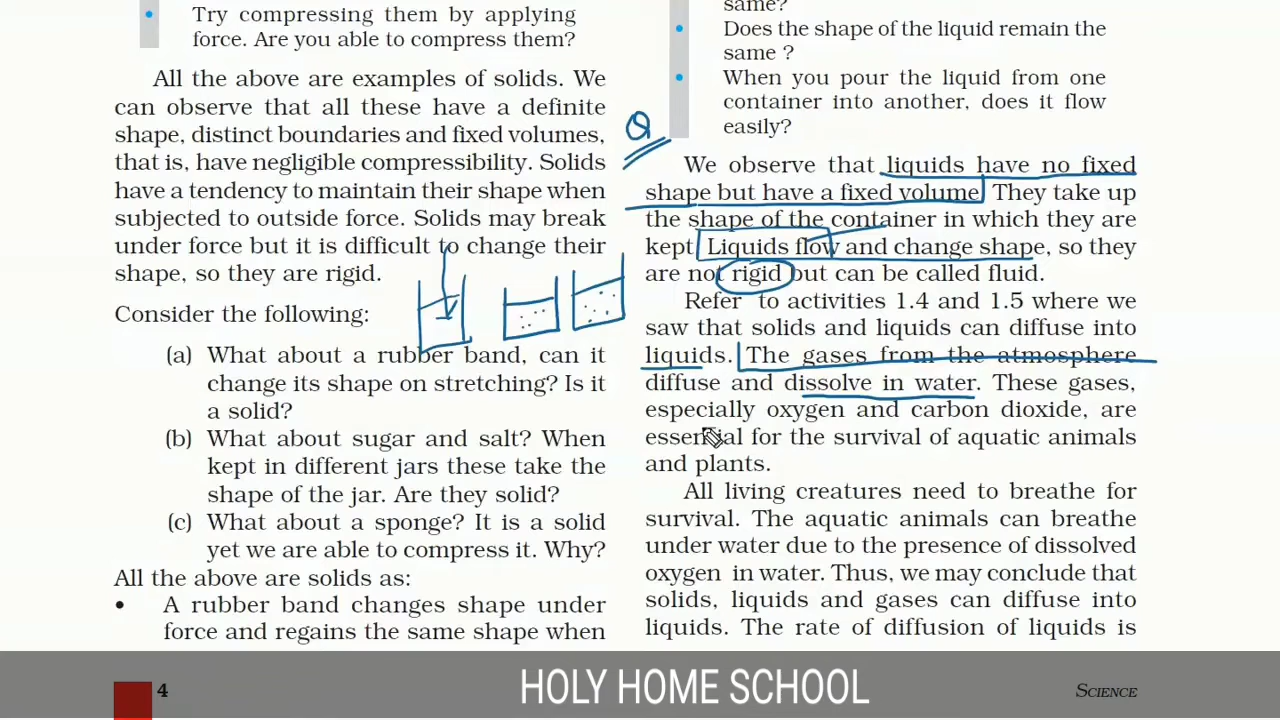 • Try compressing them by applying
force. Are you able to compress them?
All the above are examples of solids. We
can observe that all these have a definite
shape, distinct boundaries and fixed volumes,
that is, have negligible compressibility. Solids
have a tendency to maintain their shape when
subjected to outside force. Solids may break
under force but it is difficult to change their
shape, so they are rigid.
Consider the following:
(a) What about a rubber band, can it
change its shape on stretching? Is it
a solid?
(b) What about sugar and salt? When
kept in different jars these take the
shape of the jar. Are they solid?
(c) What about a sponge? It is a solid
yet we are able to compress it. Why?
All the above are solids as:
• A rubber band changes shape under
force and regains the same shape when
same?
• Does the shape of the liquid remain the
same ?
• When you pour the liquid from one
container into another, does it flow
easily?
Q
We observe that liquids have no fixed
shape but have a fixed volume. They take up
the shape of the container in which they are
kept. Liquids flow and change shape, so they
are not rigid but can be called fluid.
Refer to activities 1.4 and 1.5 where we
saw that solids and liquids can diffuse into
liquids. The gases from the atmosphere
diffuse and dissolve in water. These gases,
especially oxygen and carbon dioxide, are
essential for the survival of aquatic animals
and plants.
All living creatures need to breathe for
survival. The aquatic animals can breathe
under water due to the presence of dissolved
oxygen in water. Thus, we may conclude that
solids, liquids and gases can diffuse into
liquids. The rate of diffusion of liquids is
4
HOLY HOME SCHOOL
SCIENCE